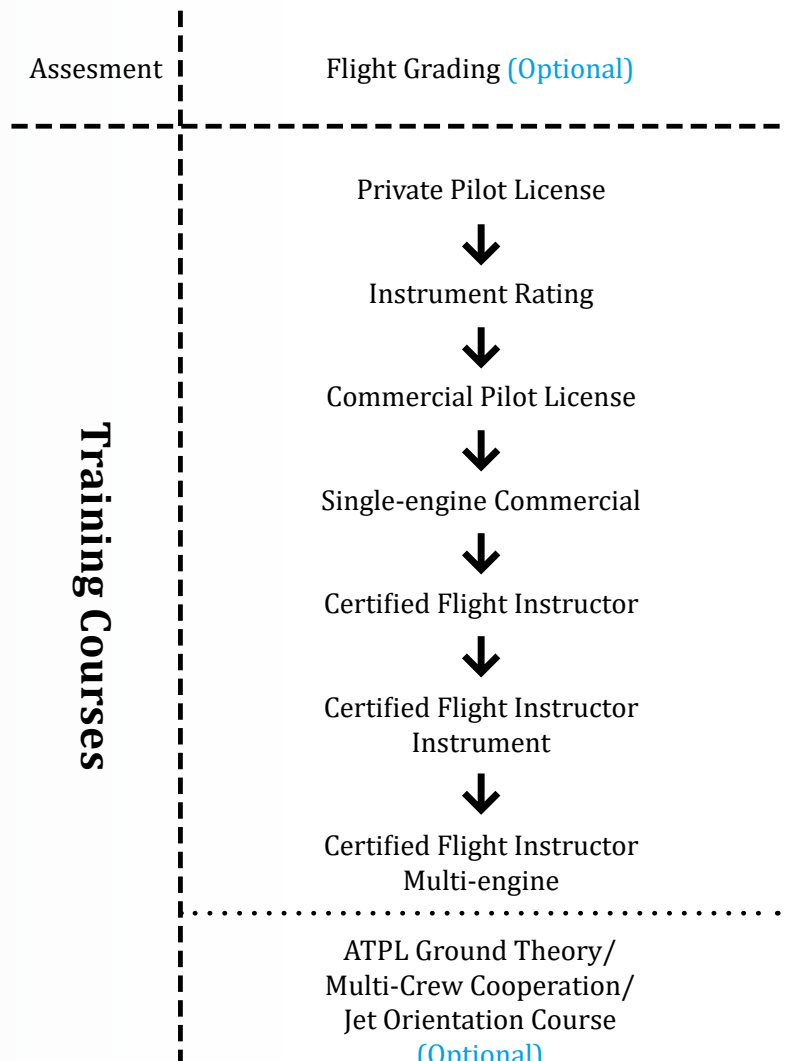 Assesment
Flight Grading (Optional)
Training Courses
Private Pilot License
Instrument Rating
Commercial Pilot License
Single-engine Commercial
Certified Flight Instructor
Certified Flight Instructor
Instrument
Certified Flight Instructor
Multi-engine
ATPL Ground Theory/
Multi-Crew Cooperation/
Jet Orientation Course
(Optional)